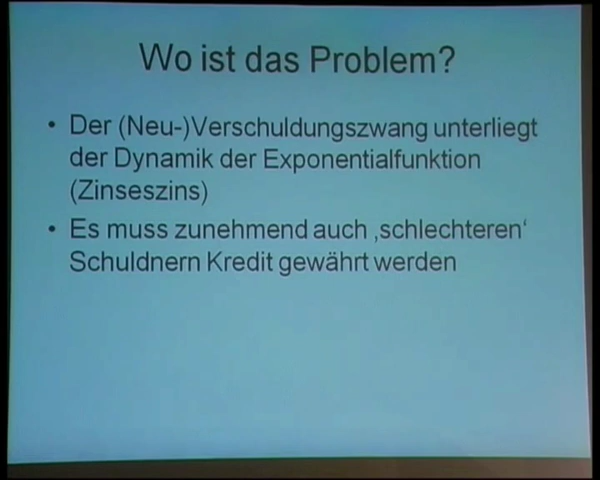 Wo ist das Problem?
• Der (Neu-)Verschuldungszwang unterliegt
der Dynamik der Exponentialfunktion
(Zinseszins)
• Es muss zunehmend auch ‚schlechteren‘
Schuldnern Kredit gewährt werden